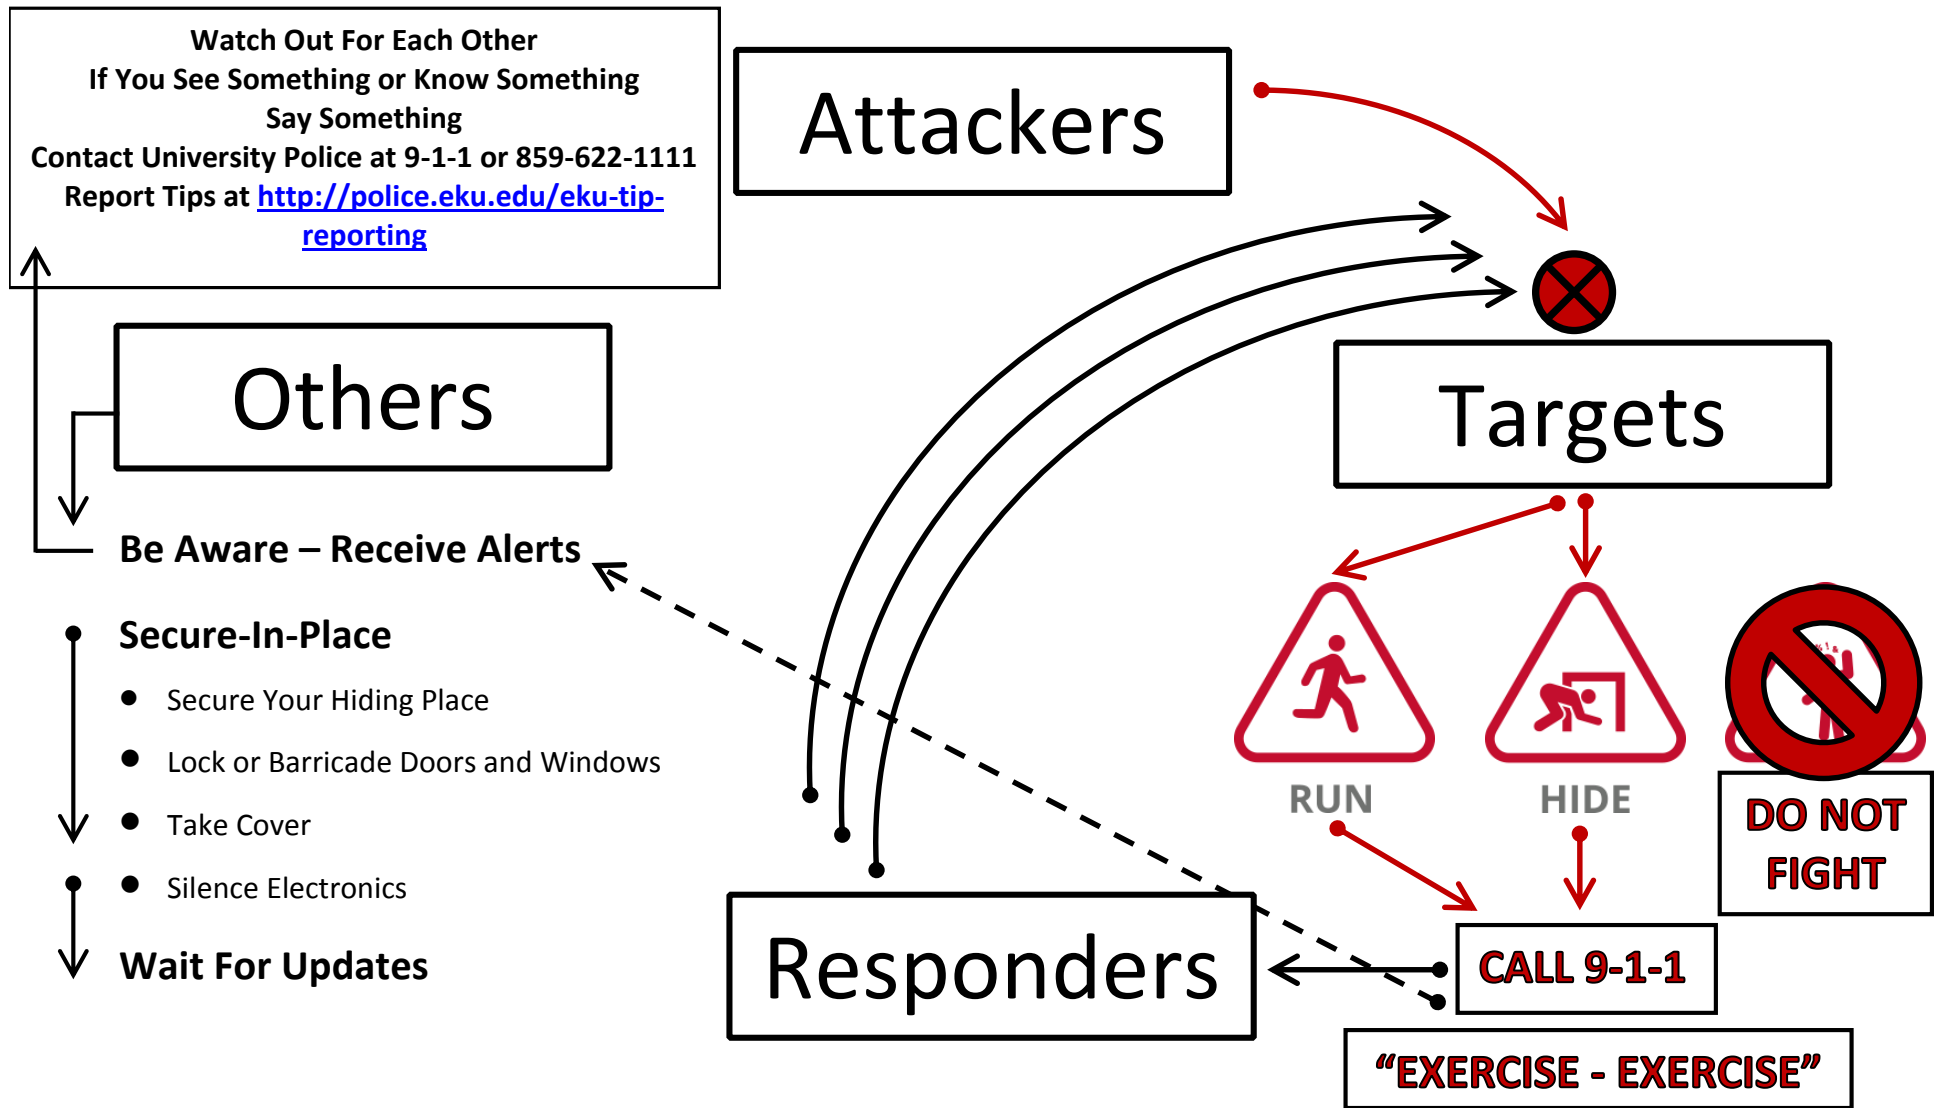 Watch Out For Each Other
If You See Something or Know Something
Say Something
Contact University Police at 9-1-1 or 859-622-1111
Report Tips at http://police.eku.edu/eku-tip-
reporting
Attackers
Others
Targets
Be Aware – Receive Alerts
Secure-In-Place
• Secure Your Hiding Place
• Lock or Barricade Doors and Windows
• Take Cover
• Silence Electronics
Wait For Updates
RUN
HIDE
DO NOT
FIGHT
Responders
CALL 9-1-1
“EXERCISE - EXERCISE”